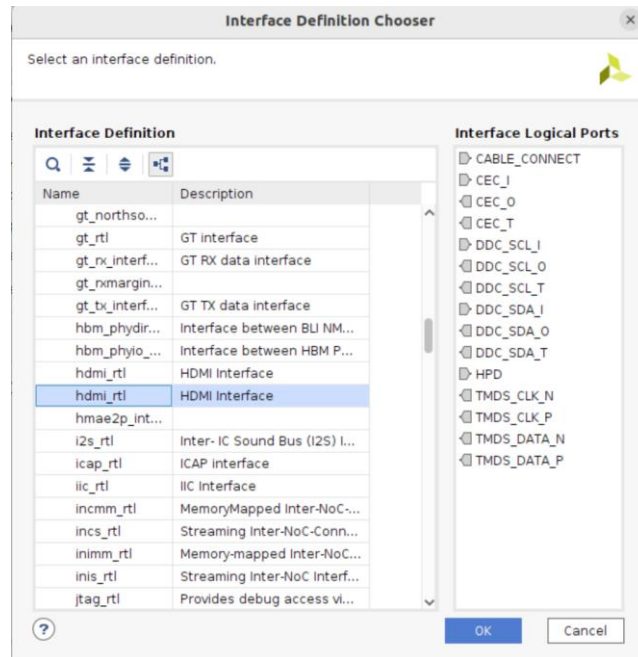 Interface Definition Chooser
Select an interface definition.
Interface Definition
Name Description
gt_northso...
gt_rtl GT interface
gt_rx_interf... GT RX data interface
gt_rxmargin...
gt_tx_interf... GT TX data interface
hbm_phydir... Interface between BLI NM...
hbm_phyio_... Interface between HBM P...
hdmi_rtl HDMI Interface
hdmi_rtl HDMI Interface
hmae2p_int...
i2s_rtl Inter- IC Sound Bus (I2S) I...
icap_rtl ICAP interface
iic_rtl IIC Interface
incmm_rtl MemoryMapped Inter-NoC-...
incs_rtl Streaming Inter-NoC-Conn...
inimm_rtl Memory-mapped Inter-NoC...
inis_rtl Streaming Inter-NoC Interf...
jtag_rtl Provides debug access vi...
Interface Logical Ports
CABLE_CONNECT
CEC_I
CEC_O
CEC_T
DDC_SCL_I
DDC_SCL_O
DDC_SCL_T
DDC_SDA_I
DDC_SDA_O
DDC_SDA_T
HPD
TMDS_CLK_N
TMDS_CLK_P
TMDS_DATA_N
TMDS_DATA_P
?
OK
Cancel